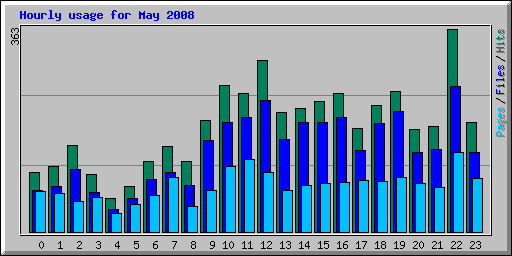 Hourly usage for May 2008
363
Pages / Files / Hits
0 1 2 3 4 5 6 7 8 9 10 11 12 13 14 15 16 17 18 19 20 21 22 23